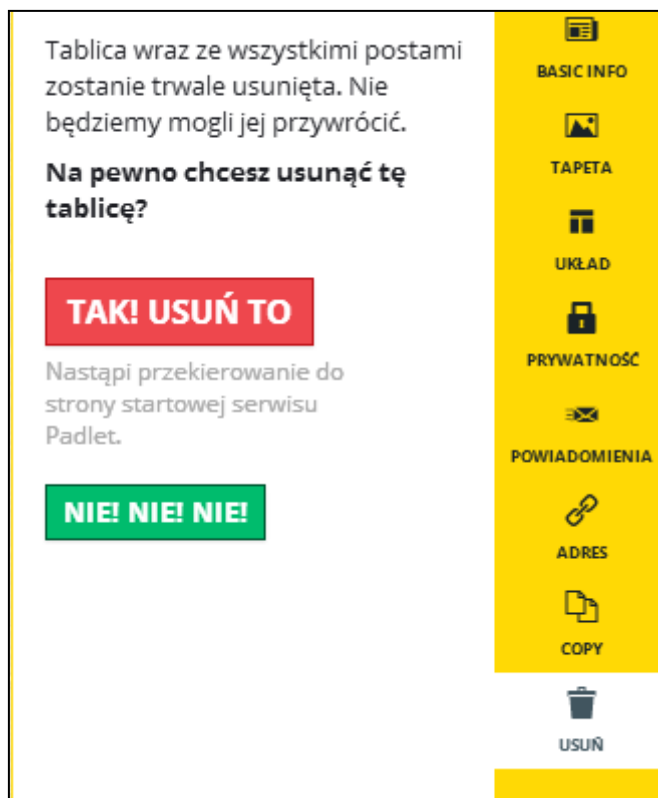 Tablica wraz ze wszystkimi postami
zostanie trwale usunięta. Nie
będziemy mogli jej przywrócić.
Na pewno chcesz usunąć tę
tablicę?
TAK! USUŃ TO
Nastąpi przekierowanie do
strony startowej serwisu
Padlet.
NIE! NIE! NIE!
BASIC INFO
TAPETA
UKŁAD
PRYWATNOŚĆ
POWIADOMIENIA
ADRES
COPY
USUŃ